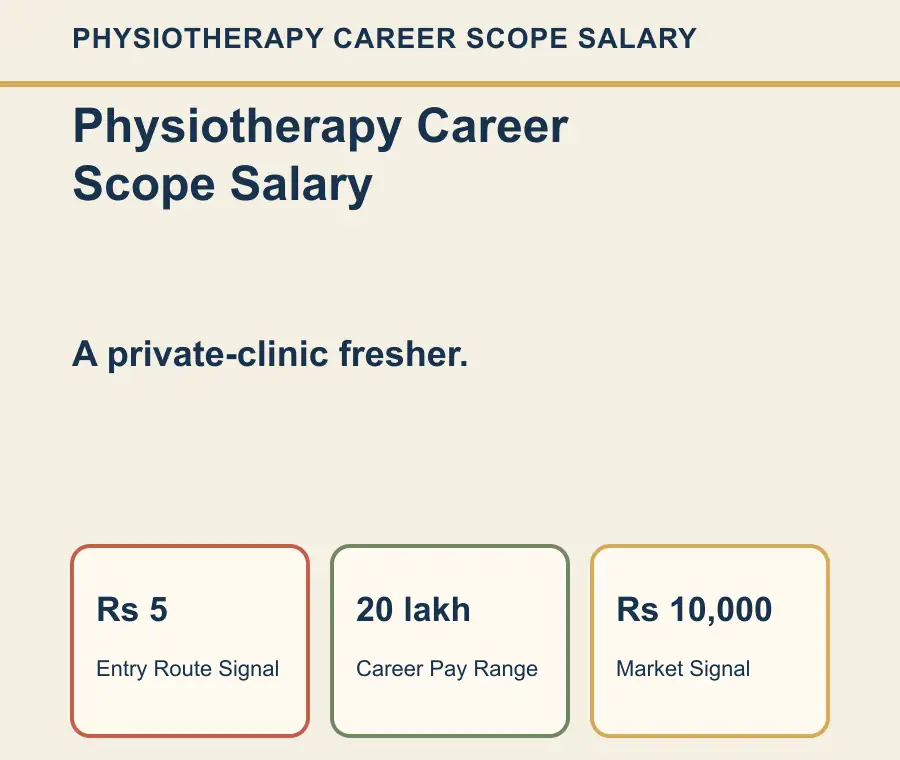 PHYSIOTHERAPY CAREER SCOPE SALARY
Physiotherapy Career
Scope Salary
A private-clinic fresher.
Rs 5
Entry Route Signal
20 lakh
Career Pay Range
Rs 10,000
Market Signal